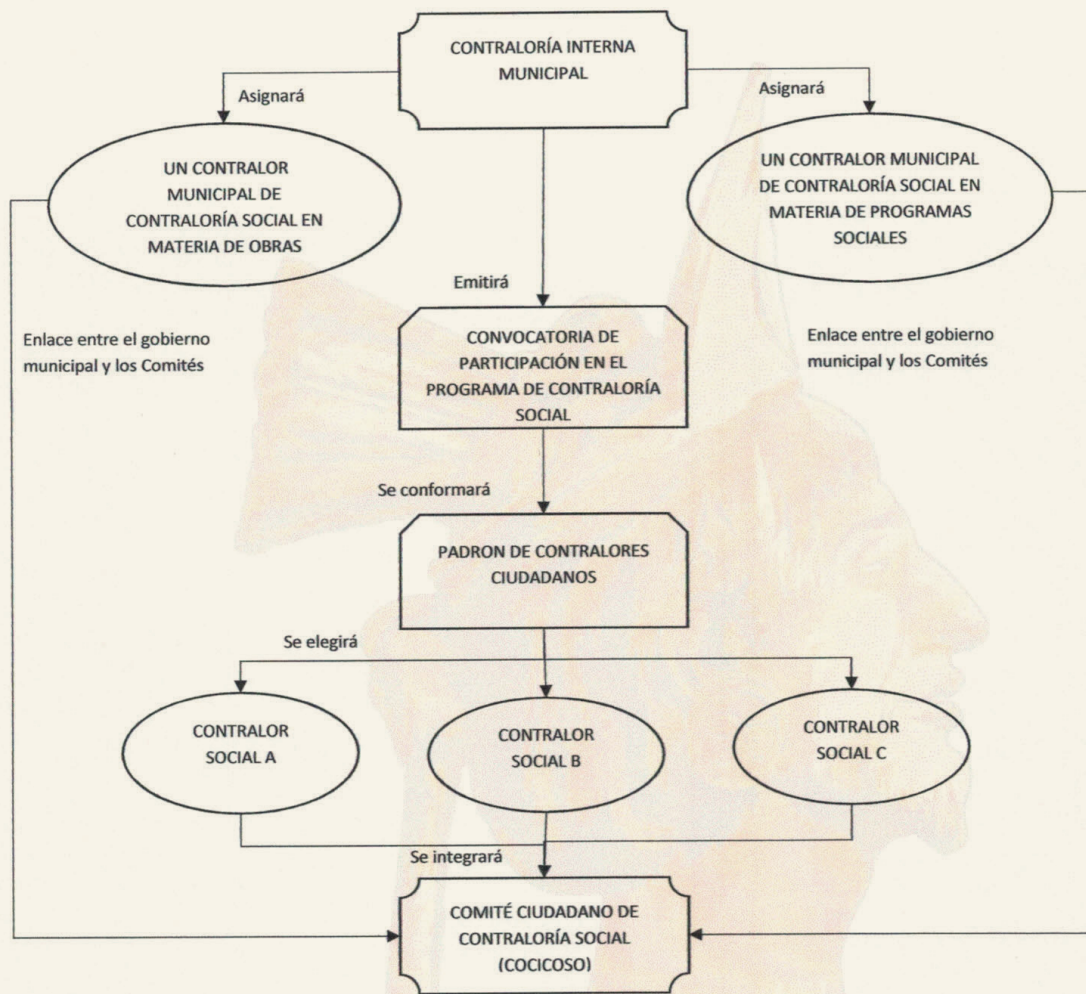 CONTRALORÍA INTERNA
MUNICIPAL
Asignará
Asignará
UN CONTRALOR
MUNICIPAL DE
CONTRALORÍA SOCIAL EN
MATERIA DE OBRAS
UN CONTRALOR MUNICIPAL
DE CONTRALORÍA SOCIAL EN
MATERIA DE PROGRAMAS
SOCIALES
Emitirá
Enlace entre el gobierno
municipal y los Comités
CONVOCATORIA DE
PARTICIPACIÓN EN EL
PROGRAMA DE CONTRALORÍA
SOCIAL
Enlace entre el gobierno
municipal y los Comités
Se conformará
PADRON DE CONTRALORES
CIUDADANOS
Se elegirá
CONTRALOR
SOCIAL A
CONTRALOR
SOCIAL B
CONTRALOR
SOCIAL C
Se integrará
COMITÉ CIUDADANO DE
CONTRALORÍA SOCIAL
(COCICOSO)